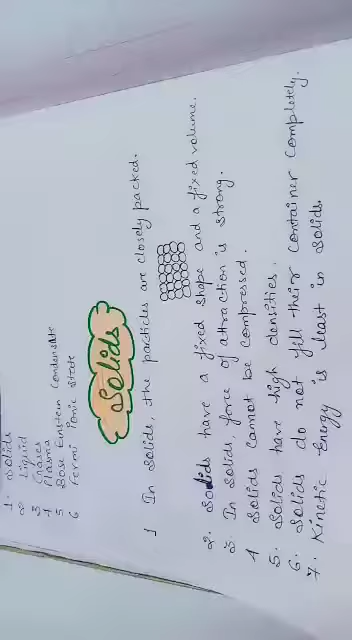 1. Solids
2 Liquid
3 Gases
4 Plasma
5 Bose Einstein Condensate
6 Fermi Ionic State
Solids
1 In solids, the particles are closely packed.
2. Solids have a fixed shape and a fixed volume.
3. In Solids, force of attraction is strong.
4 Solids cannot be compressed.
5. Solids have high densities.
6. Solids do not fill their container completely.
7. Kinetic Energy is least in solids.